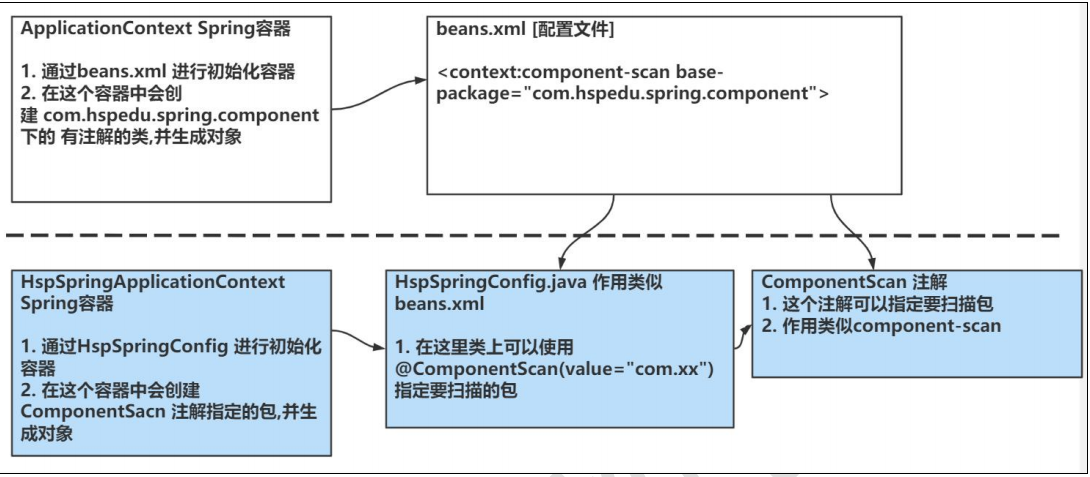 ApplicationContext Spring容器
1. 通过beans.xml 进行初始化容器
2. 在这个容器中会创
建 com.hspedu.spring.component
下的 有注解的类,并生成对象
beans.xml [配置文件]
<context:component-scan base-
package="com.hspedu.spring.component">
HspSpringApplicationContext
Spring容器
1. 通过HspSpringConfig 进行初始化
容器
2. 在这个容器中会创建
ComponentSacn 注解指定的包,并生
成对象
HspSpringConfig.java 作用类似
beans.xml
1. 在这里类上可以使用
@ComponentScan(value="com.xx")
指定要扫描的包
ComponentScan 注解
1. 这个注解可以指定要扫描包
2. 作用类似component-scan